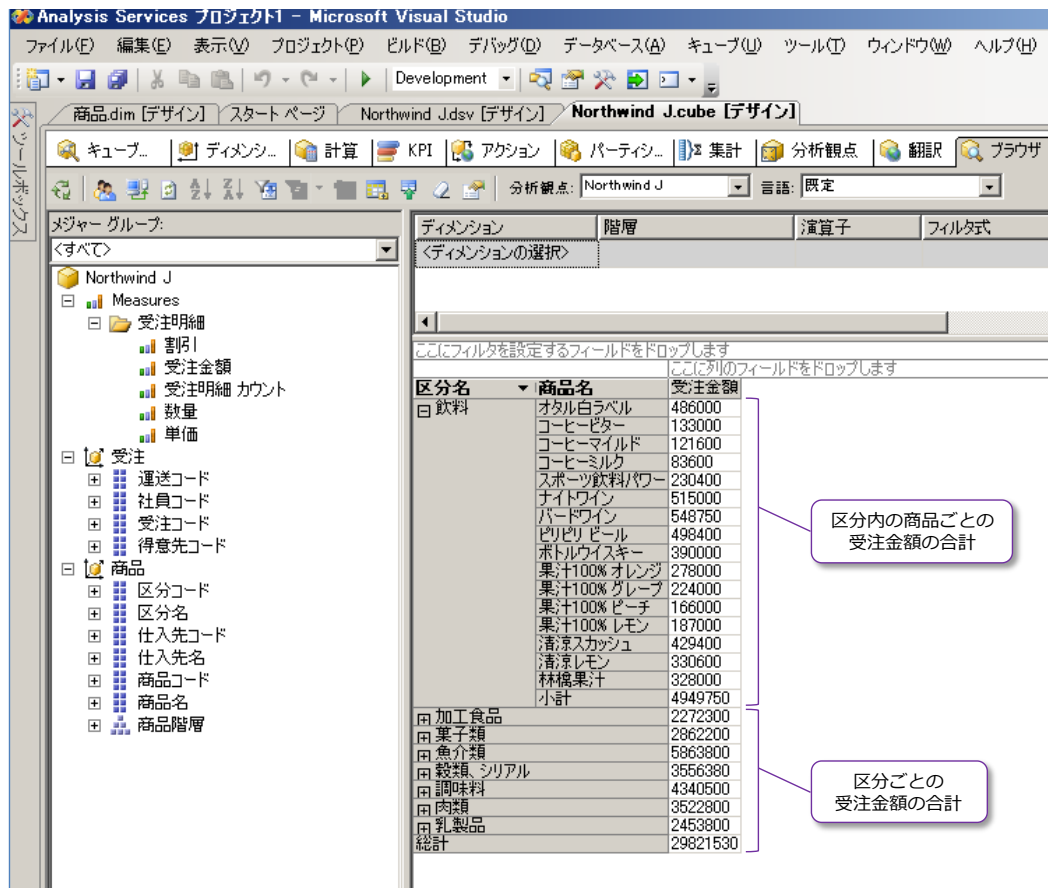 Analysis Services プロジェクト1 - Microsoft Visual Studio
ファイル(F) 編集(E) 表示(V) プロジェクト(P) ビルド(B) デバッグ(D) データベース(A) キューブ(U) ツール(T) ウィンドウ(W) ヘルプ(H)
Development
商品.dim [デザイン] スタート ページ Northwind J.dsv [デザイン] Northwind J.cube [デザイン]
ツールボックス
キューブ... ディメンシ... 計算 KPI アクション パーティシ... 集計 分析観点 翻訳 ブラウザ
分析観点: Northwind J 言語: 既定
メジャー グループ:
<すべて>
Northwind J
Measures
受注明細
割引
受注金額
受注明細 カウント
数量
単価
受注
運送コード
社員コード
受注コード
得意先コード
商品
区分コード
区分名
仕入先コード
仕入先名
商品コード
商品名
商品階層
ディメンション 階層 演算子 フィルタ式
<ディメンションの選択>
ここにフィルタを設定するフィールドをドロップします
ここに列のフィールドをドロップします
区分名 商品名 受注金額
飲料 オタル白ラベル 486000
コーヒービター 133000
コーヒーマイルド 121600
コーヒーミルク 83600
スポーツ飲料パワー 230400
ナイトワイン 515000
バードワイン 548750
ピリピリ ビール 498400
ボトルウイスキー 390000
果汁100% オレンジ 278000
果汁100% グレープ 224000
果汁100% ピーチ 166000
果汁100% レモン 187000
清涼スカッシュ 429400
清涼レモン 330600
林檎果汁 328000
小計 4949750
加工食品 2272300
菓子類 2862200
魚介類 5863800
穀類、シリアル 3556380
調味料 4340500
肉類 3522800
乳製品 2453800
総計 29821530
区分内の商品ごとの
受注金額の合計
区分ごとの
受注金額の合計